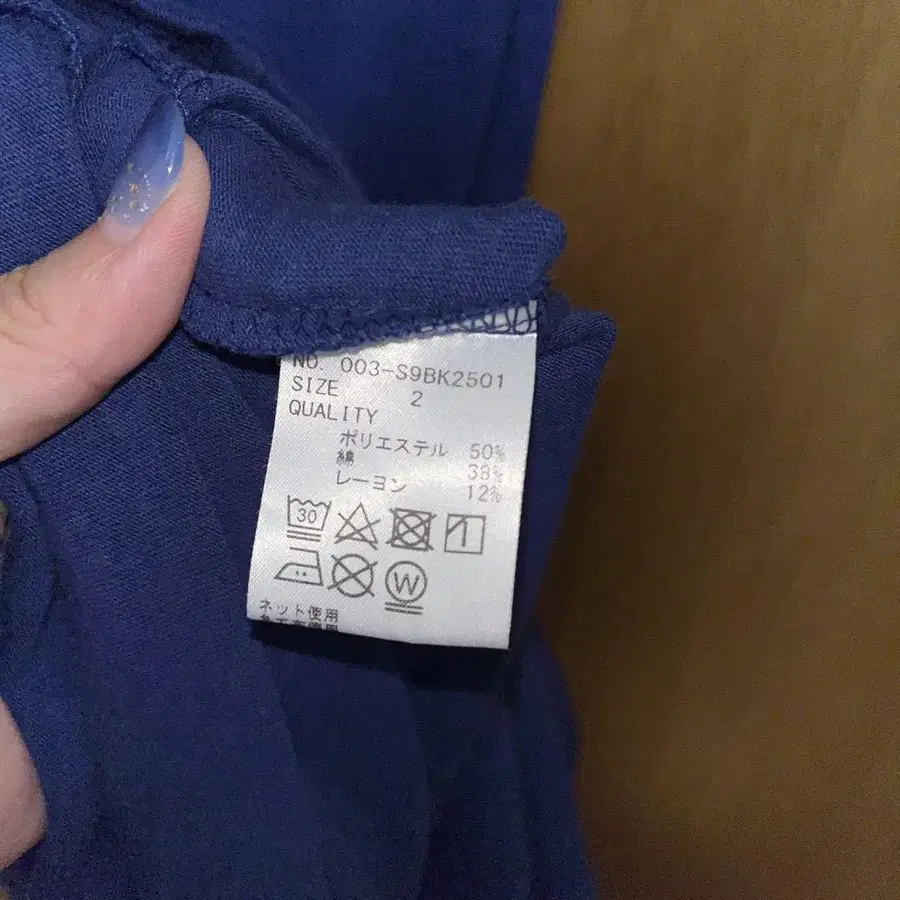 NO. 003-S9BK2501
SIZE 2
QUALITY
ポリエステル 50%
綿 38%
レーヨン 12%
30
W
ネット使用